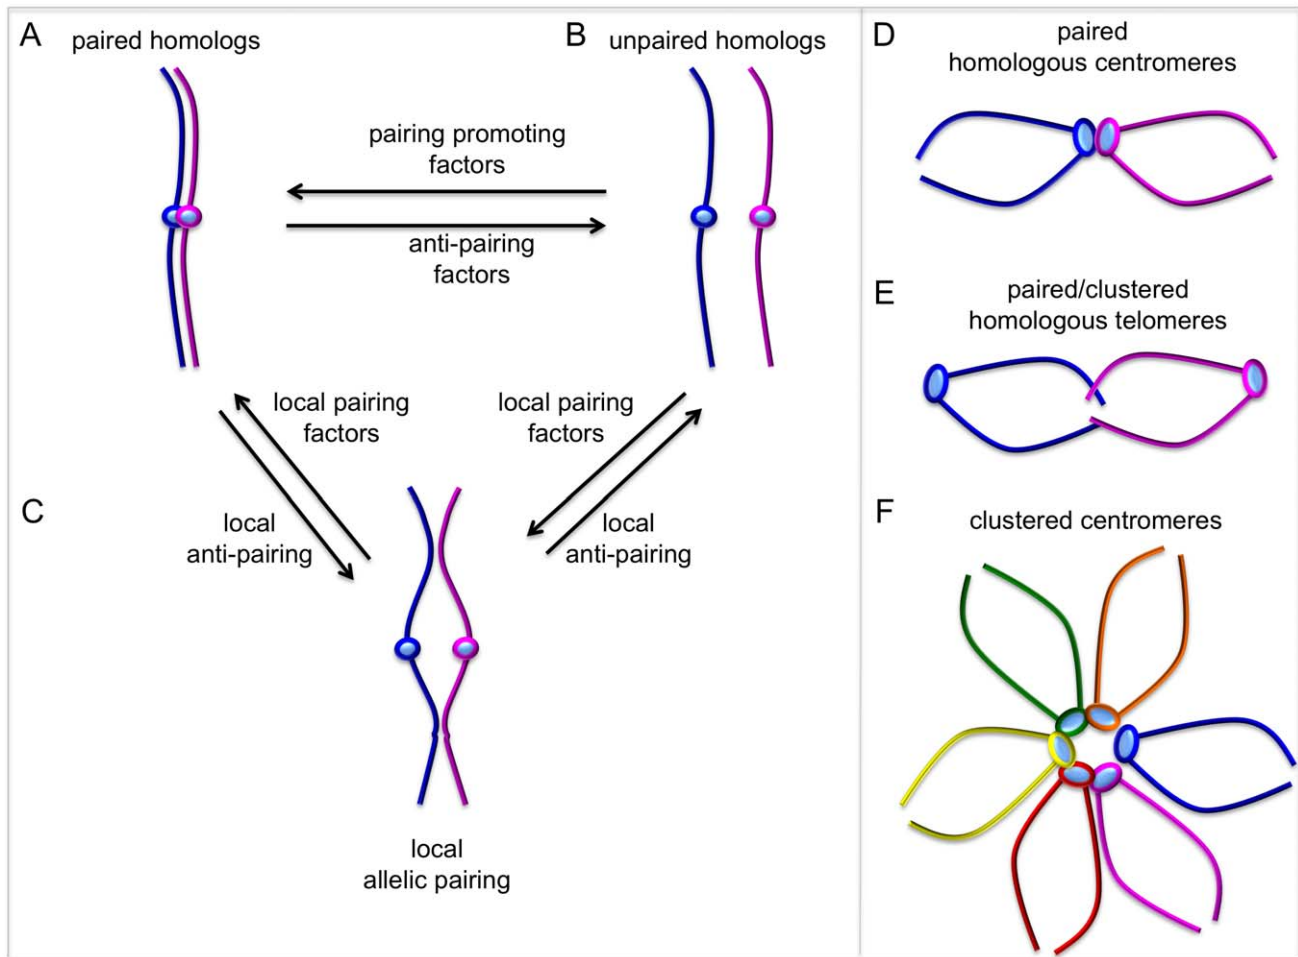 A
paired homologs
B
unpaired homologs
pairing promoting
factors
anti-pairing
factors
local pairing
factors
local pairing
factors
C
local
anti-pairing
local
anti-pairing
local
allelic pairing
D
paired
homologous centromeres
E
paired/clustered
homologous telomeres
F
clustered centromeres